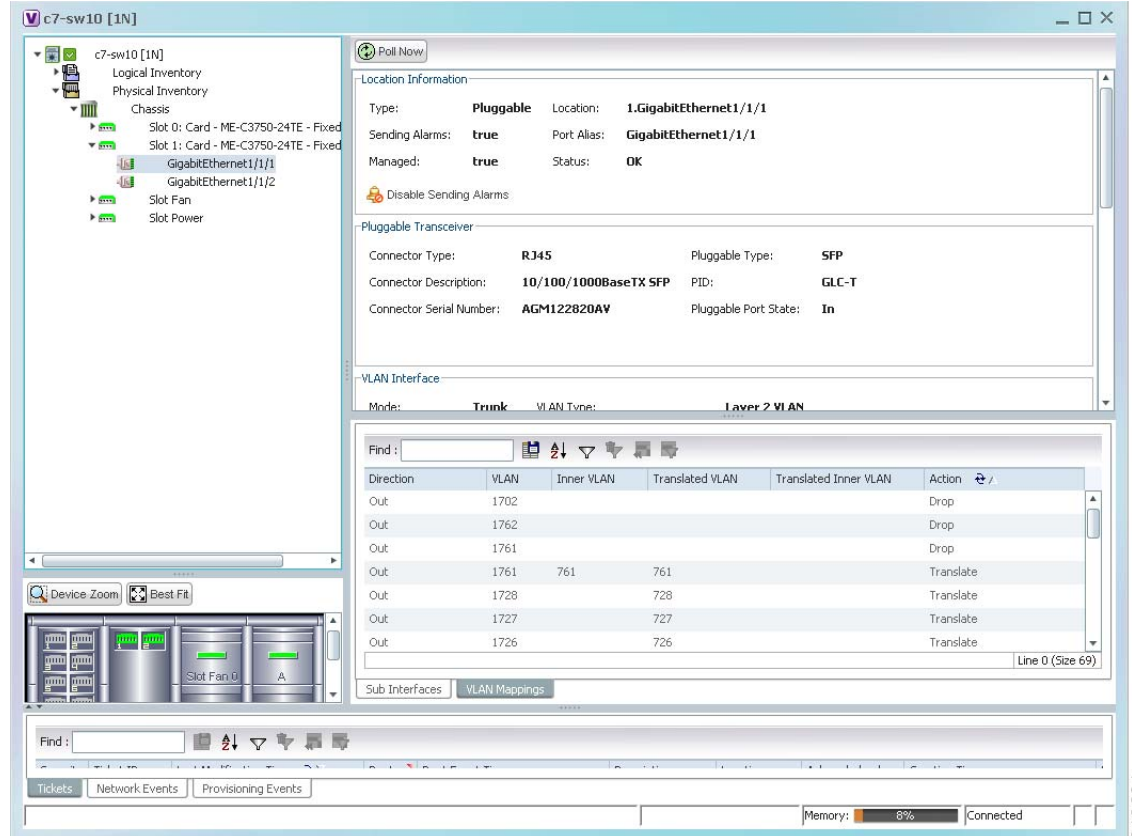 V c7-sw10 [1N]
c7-sw10 [1N]
Logical Inventory
Physical Inventory
Chassis
Slot 0: Card - ME-C3750-24TE - Fixed
Slot 1: Card - ME-C3750-24TE - Fixed
GigabitEthernet1/1/1
GigabitEthernet1/1/2
Slot Fan
Slot Power
Device Zoom Best Fit
Slot Fan 0 A
Poll Now
Location Information
Type: Pluggable Location: 1.GigabitEthernet1/1/1
Sending Alarms: true Port Alias: GigabitEthernet1/1/1
Managed: true Status: OK
Disable Sending Alarms
Pluggable Transceiver
Connector Type: RJ45 Pluggable Type: SFP
Connector Description: 10/100/1000BaseTX SFP PID: GLC-T
Connector Serial Number: AGM122820AV Pluggable Port State: In
VLAN Interface
Mode: Trunk VLAN Type: Layer 2 VLAN
Find :
Direction VLAN Inner VLAN Translated VLAN Translated Inner VLAN Action
Out 1702 Drop
Out 1762 Drop
Out 1761 Drop
Out 1761 761 761 Translate
Out 1728 728 Translate
Out 1727 727 Translate
Out 1726 726 Translate
Line 0 (Size 69)
Sub Interfaces VLAN Mappings
Find :
Tickets Network Events Provisioning Events
Memory: 8% Connected